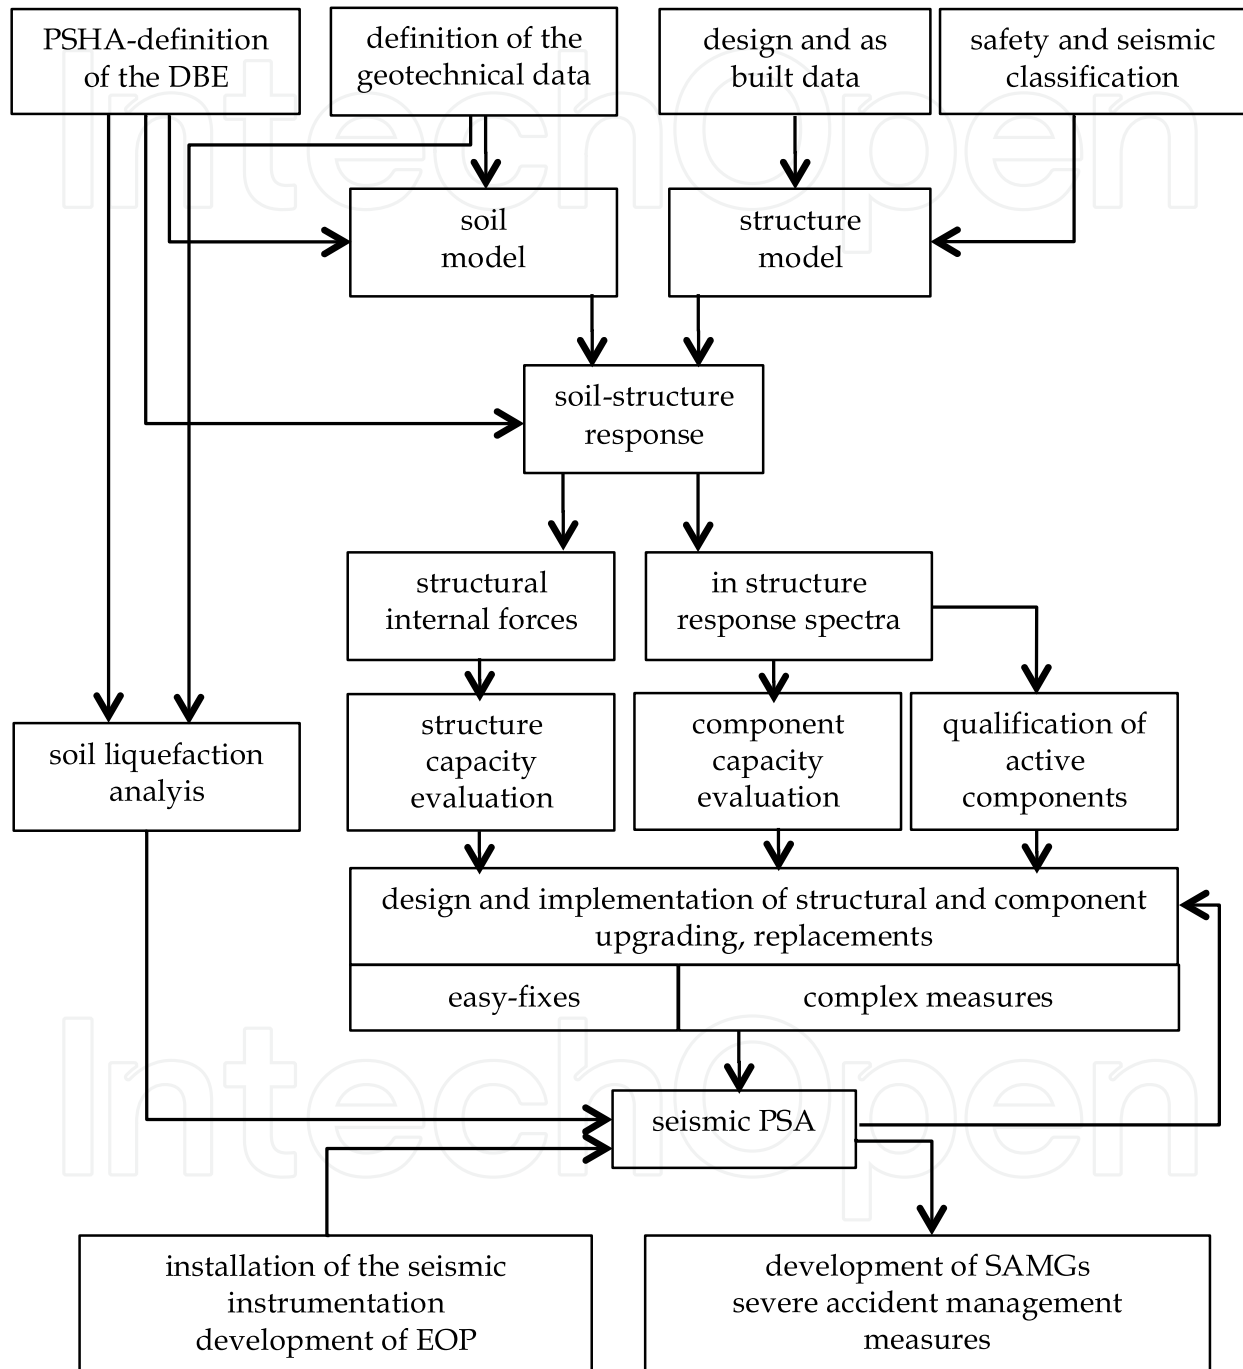 PSHA-definition
of the DBE
definition of the
geotechnical data
design and as
built data
safety and seismic
classification
soil
model
structure
model
soil-structure
response
structural
internal forces
in structure
response spectra
soil liquefaction
analyis
structure
capacity
evaluation
component
capacity
evaluation
qualification of
active
components
design and implementation of structural and component
upgrading, replacements
easy-fixes
complex measures
seismic PSA
installation of the seismic
instrumentation
development of EOP
development of SAMGs
severe accident management
measures
IntechOpen
IntechOpen